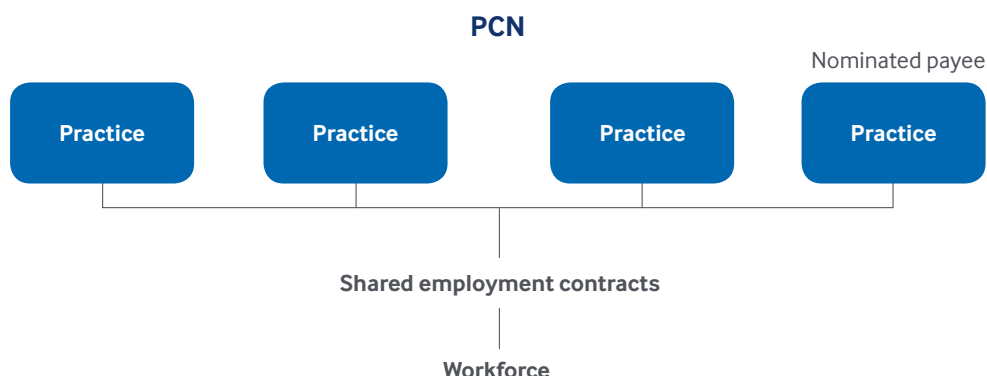 PCN
Nominated payee
Practice Practice Practice Practice
Shared employment contracts
Workforce